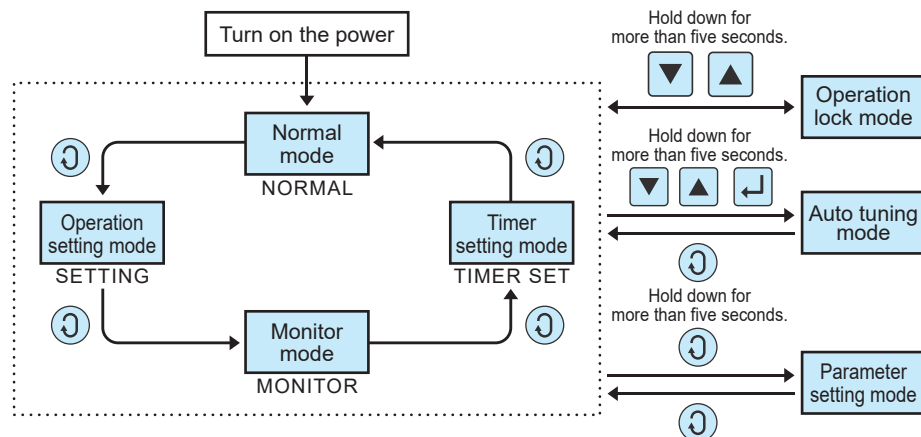 Turn on the power
Normal
mode
NORMAL
Operation
setting mode
SETTING
Timer
setting mode
TIMER SET
Monitor
mode
MONITOR
Hold down for
more than five seconds.
Operation
lock mode
Hold down for
more than five seconds.
Auto tuning
mode
Hold down for
more than five seconds.
Parameter
setting mode